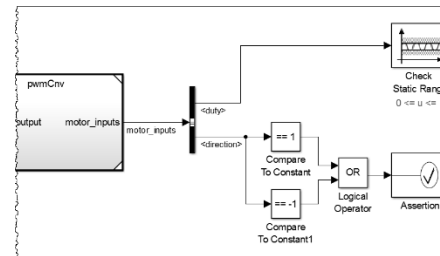 pwmCnv
output
motor_inputs
motor_inputs
<duty>
<direction>
== 1
Compare
To Constant
== -1
Compare
To Constant1
OR
Logical
Operator
Check
Static Rang
0 <= u <=
Assertion